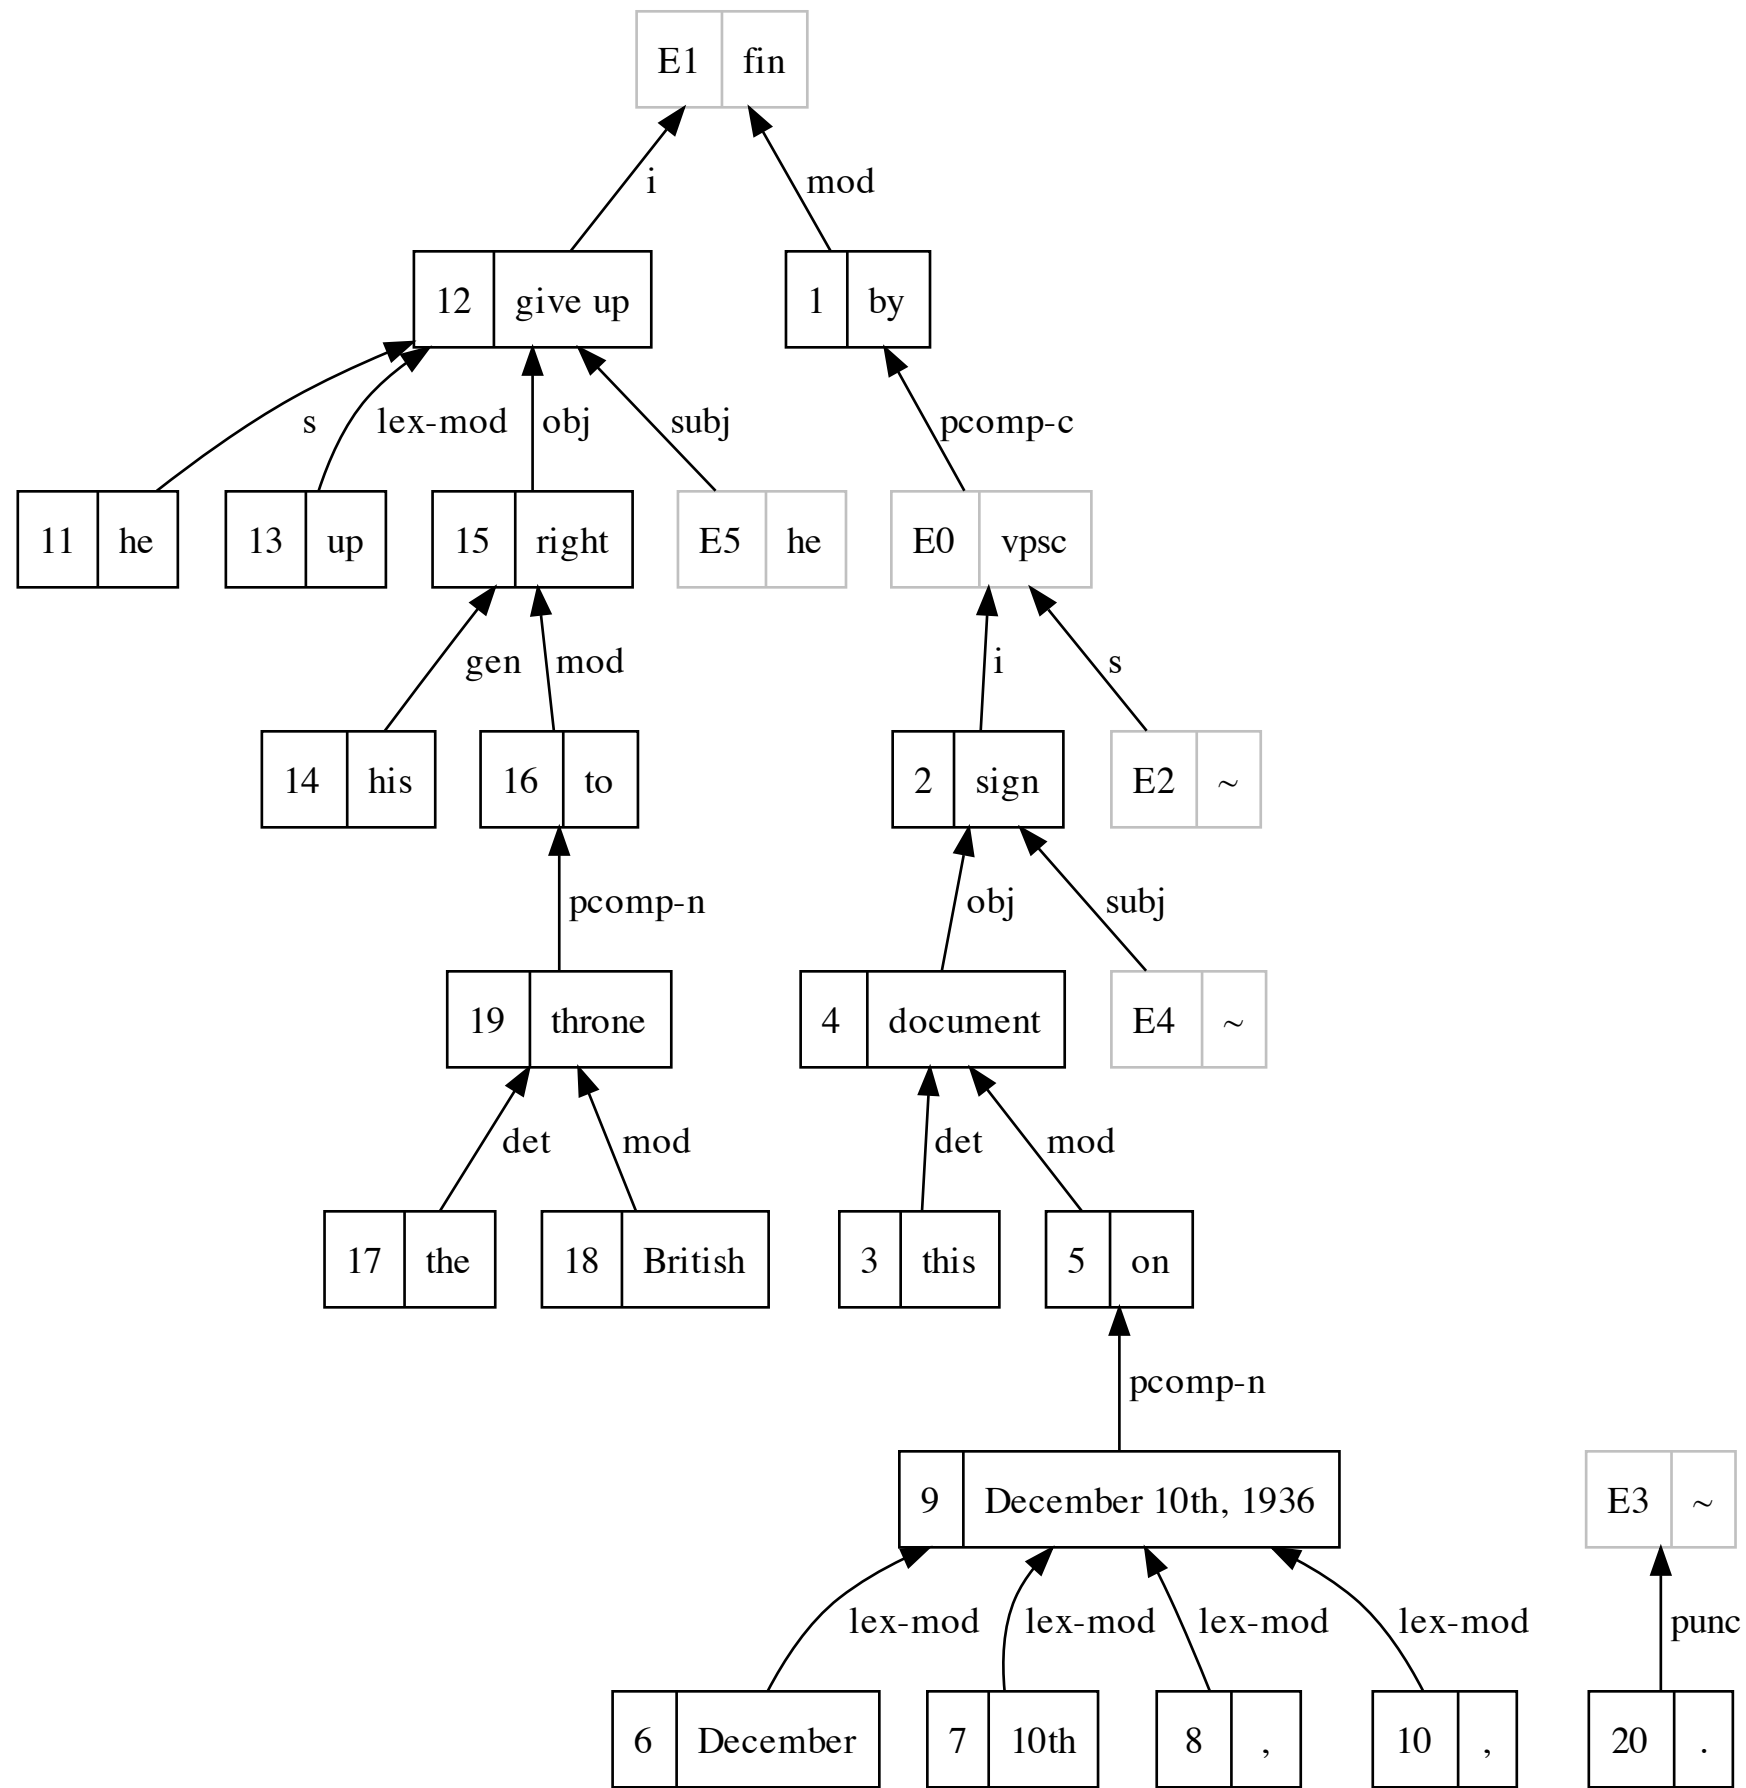 E1 fin
i mod
12 give up 1 by
s lex-mod obj subj pcomp-c
11 he 13 up 15 right E5 he E0 vpsc
gen mod i s
14 his 16 to 2 sign E2 ~
pcomp-n obj subj
19 throne 4 document E4 ~
det mod det mod
17 the 18 British 3 this 5 on
pcomp-n
9 December 10th, 1936 E3 ~
lex-mod lex-mod lex-mod lex-mod punc
6 December 7 10th 8 , 10 , 20 .